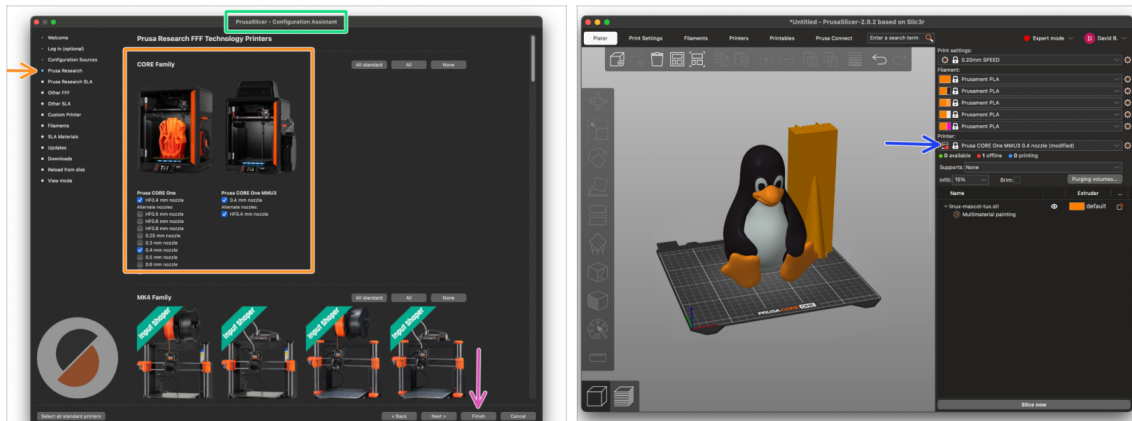 PrusaSlicer - Configuration Assistant
Welcome
Log in (optional)
Configuration Sources
Prusa Research
Prusa Research SLA
Other FFF
Other SLA
Custom Printer
Filaments
SLA Materials
Updates
Downloads
Reload from disk
View mode
Prusa Research FFF Technology Printers
CORE Family
All standard
All
None
Prusa CORE One
HF0.4 mm nozzle
Alternate nozzles:
HF0.5 mm nozzle
HF0.6 mm nozzle
HF0.8 mm nozzle
0.25 mm nozzle
0.3 mm nozzle
0.4 mm nozzle
0.5 mm nozzle
0.6 mm nozzle
Prusa CORE One MMU3
0.4 mm nozzle
Alternate nozzles:
HF0.4 mm nozzle
MK4 Family
All standard
All
None
Input Shaper
Input Shaper
Input Shaper
Input Shaper
Select all standard printers
< Back
Next >
Finish
Cancel
*Untitled - PrusaSlicer-2.9.2 based on Slic3r
Plater
Print Settings
Filaments
Printers
Printables
Prusa Connect
Enter a search term
Expert mode
D David B.
Print settings:
0.20mm SPEED
Filament:
Prusament PLA
Prusament PLA
Prusament PLA
Prusament PLA
Prusament PLA
Printer:
Prusa CORE One MMU3 0.4 nozzle (modified)
0 available 1 offline 0 printing
Supports: None
Infill: 15% Brim:
Purging volumes...
Name Extruder ...
linux-mascot-tux.stl default
Multimaterial painting
PRUSA CORE ONE
Slice now